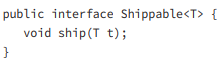 public interface Shippable<T> {
   void ship(T t);
}